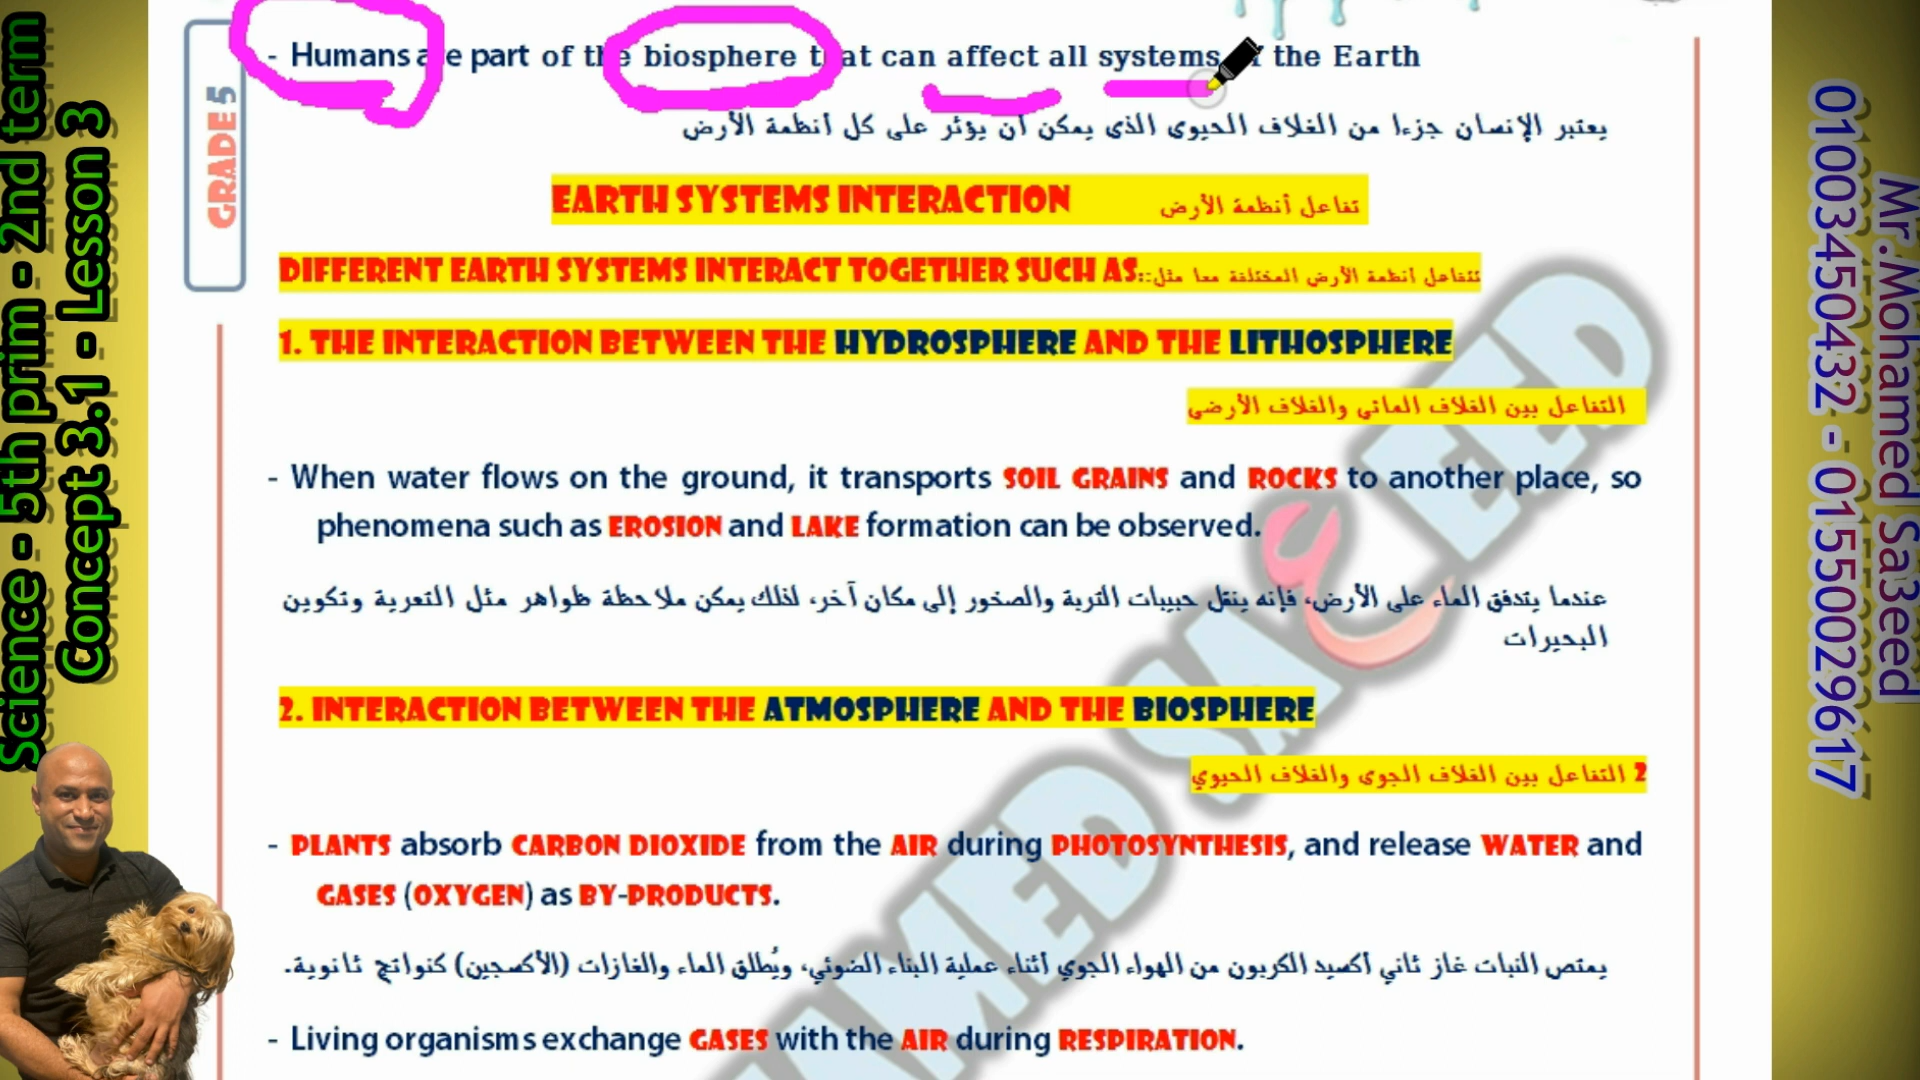 Science - 5th prim - 2nd term
Concept 3.1 - Lesson 3
GRADE 5
- Humans are part of the biosphere that can affect all systems of the Earth
يعتبر الإنسان جزءا من الغلاف الحيوى الذى يمكن أن يؤثر على كل أنظمة الأرض
EARTH SYSTEMS INTERACTION تفاعل أنظمة الأرض
DIFFERENT EARTH SYSTEMS INTERACT TOGETHER SUCH AS:تتفاعل أنظمة الأرض المختلفة معا مثل:
1. THE INTERACTION BETWEEN THE HYDROSPHERE AND THE LITHOSPHERE
التفاعل بين الغلاف المائى والغلاف الأرضى
- When water flows on the ground, it transports SOIL GRAINS and ROCKS to another place, so
phenomena such as EROSION and LAKE formation can be observed.
عندما يتدفق الماء على الأرض، فإنه ينقل حبيبات التربة والصخور إلى مكان آخر، لذلك يمكن ملاحظة ظواهر مثل التعرية وتكوين
البحيرات
2. INTERACTION BETWEEN THE ATMOSPHERE AND THE BIOSPHERE
2 التفاعل بين الغلاف الجوى والغلاف الحيوي
- PLANTS absorb CARBON DIOXIDE from the AIR during PHOTOSYNTHESIS, and release WATER and
GASES (OXYGEN) as BY-PRODUCTS.
يمتص النبات غاز ثاني أكسيد الكربون من الهواء الجوي أثناء عملية البناء الضوئي، ويُطلق الماء والغازات (الأكسجين) كنواتج ثانوية.
- Living organisms exchange GASES with the AIR during RESPIRATION.
AMED SA3EED
Mr.Mohamed Sa3eed
01003450432 - 01550029617